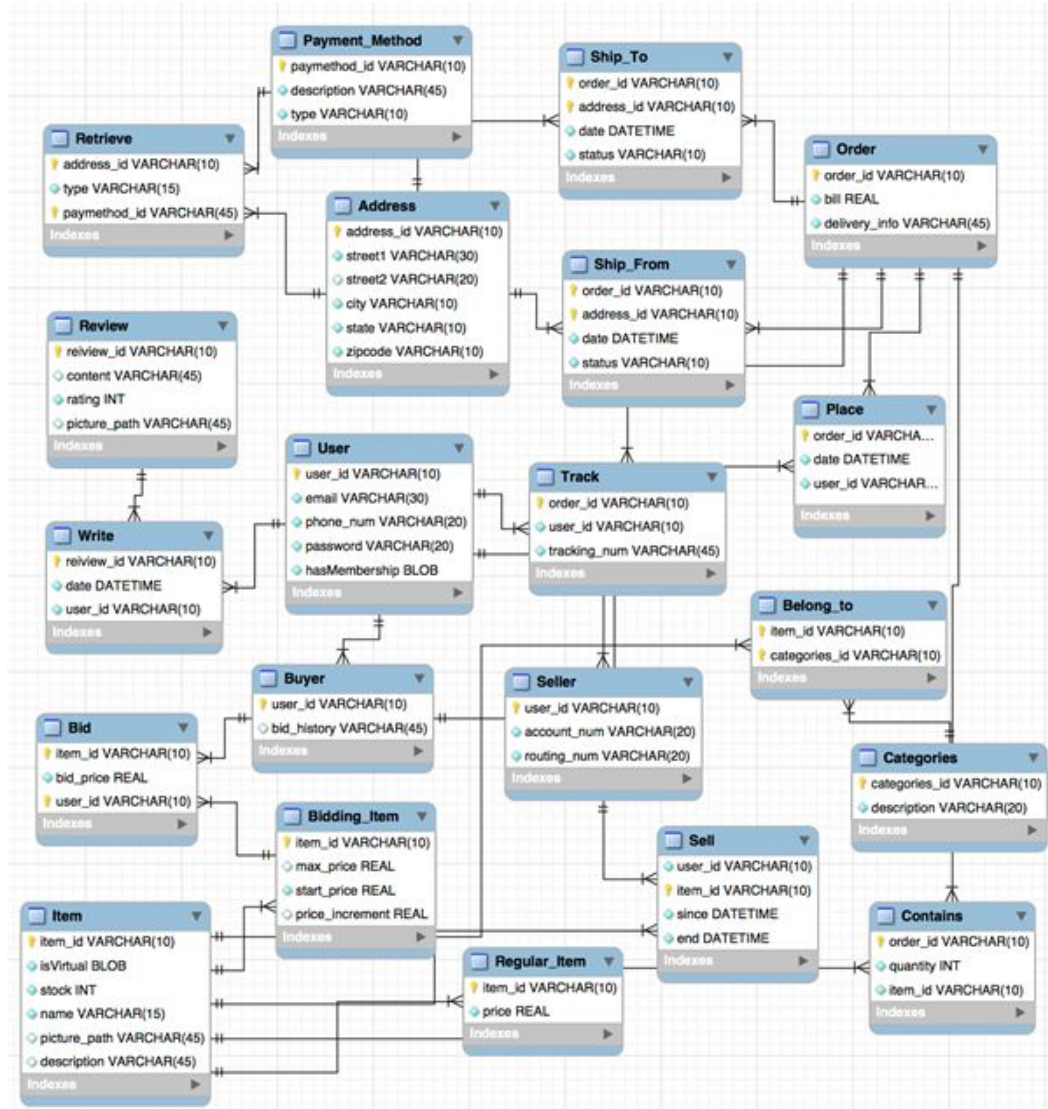 Payment_Method
paymethod_id VARCHAR(10)
description VARCHAR(45)
type VARCHAR(10)
Indexes
Ship_To
order_id VARCHAR(10)
address_id VARCHAR(10)
date DATETIME
status VARCHAR(10)
Indexes
Retrieve
address_id VARCHAR(10)
type VARCHAR(15)
paymethod_id VARCHAR(45)
Indexes
Order
order_id VARCHAR(10)
bill REAL
delivery_info VARCHAR(45)
Indexes
Address
address_id VARCHAR(10)
street1 VARCHAR(30)
street2 VARCHAR(20)
city VARCHAR(10)
state VARCHAR(10)
zipcode VARCHAR(10)
Indexes
Ship_From
order_id VARCHAR(10)
address_id VARCHAR(10)
date DATETIME
status VARCHAR(10)
Indexes
Review
reiview_id VARCHAR(10)
content VARCHAR(45)
rating INT
picture_path VARCHAR(45)
Indexes
Place
order_id VARCHA...
date DATETIME
user_id VARCHAR...
Indexes
User
user_id VARCHAR(10)
email VARCHAR(30)
phone_num VARCHAR(20)
password VARCHAR(20)
hasMembership BLOB
Indexes
Track
order_id VARCHAR(10)
user_id VARCHAR(10)
tracking_num VARCHAR(45)
Indexes
Write
reiview_id VARCHAR(10)
date DATETIME
user_id VARCHAR(10)
Indexes
Belong_to
item_id VARCHAR(10)
categories_id VARCHAR(10)
Indexes
Buyer
user_id VARCHAR(10)
bid_history VARCHAR(45)
Indexes
Seller
user_id VARCHAR(10)
account_num VARCHAR(20)
routing_num VARCHAR(20)
Indexes
Bid
item_id VARCHAR(10)
bid_price REAL
user_id VARCHAR(10)
Indexes
Categories
categories_id VARCHAR(10)
description VARCHAR(20)
Indexes
Bidding_Item
item_id VARCHAR(10)
max_price REAL
start_price REAL
price_increment REAL
Indexes
Sell
user_id VARCHAR(10)
item_id VARCHAR(10)
since DATETIME
end DATETIME
Indexes
Item
item_id VARCHAR(10)
isVirtual BLOB
stock INT
name VARCHAR(15)
picture_path VARCHAR(45)
description VARCHAR(45)
Indexes
Regular_Item
item_id VARCHAR(10)
price REAL
Indexes
Contains
order_id VARCHAR(10)
quantity INT
item_id VARCHAR(10)
Indexes